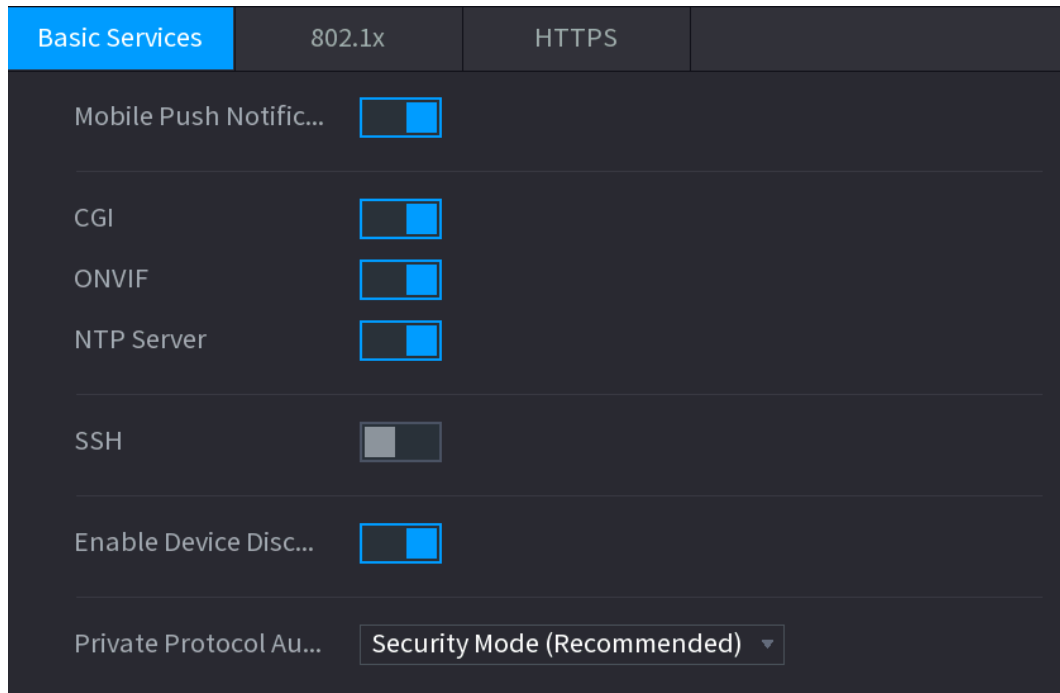 Basic Services 802.1x HTTPS
Mobile Push Notific...
CGI
ONVIF
NTP Server
SSH
Enable Device Disc...
Private Protocol Au... Security Mode (Recommended)